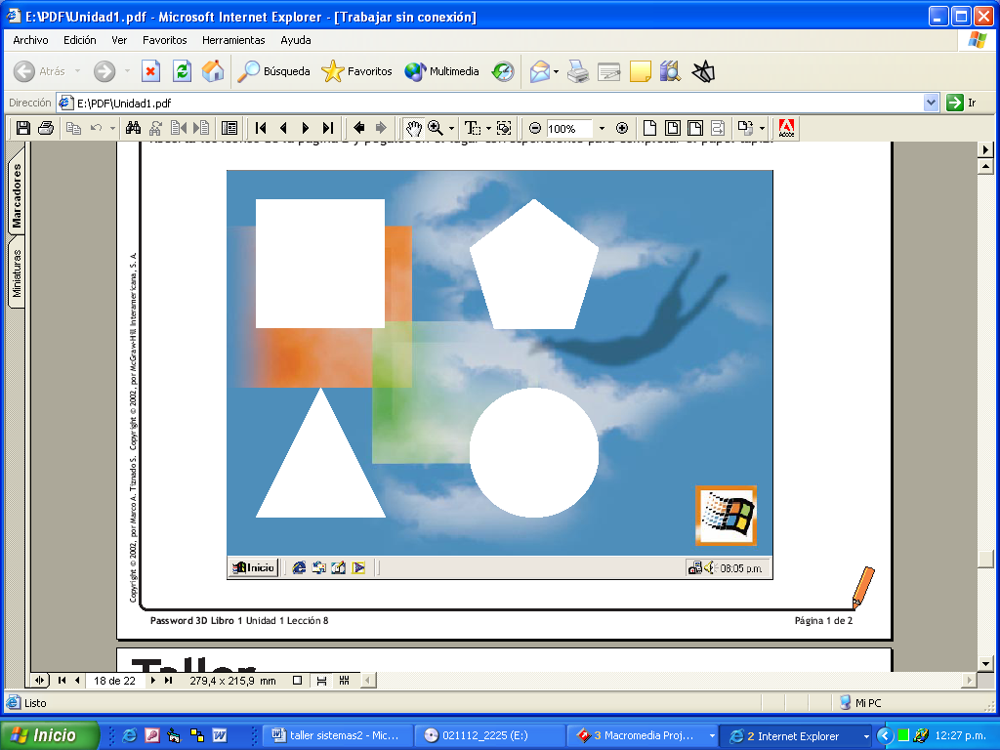 E:\PDF\Unidad1.pdf - Microsoft Internet Explorer - [Trabajar sin conexión]
Archivo Edición Ver Favoritos Herramientas Ayuda
Atrás Búsqueda Favoritos Multimedia
Dirección E:\PDF\Unidad1.pdf Ir
100% Adobe
Marcadores
Miniaturas
Copyright © 2002, por Marco A. Tiznado S. Copyright © 2002, por McGraw-Hill Interamericana, S. A.
Inicio 08:05 p.m.
Password 3D Libro 1 Unidad 1 Lección 8 Página 1 de 2
Taller
18 de 22 279,4 x 215,9 mm
Listo Mi PC
Inicio taller sistemas2 - Mic... 021112_2225 (E:) 3 Macromedia Proj... 2 Internet Explorer 12:27 p.m.